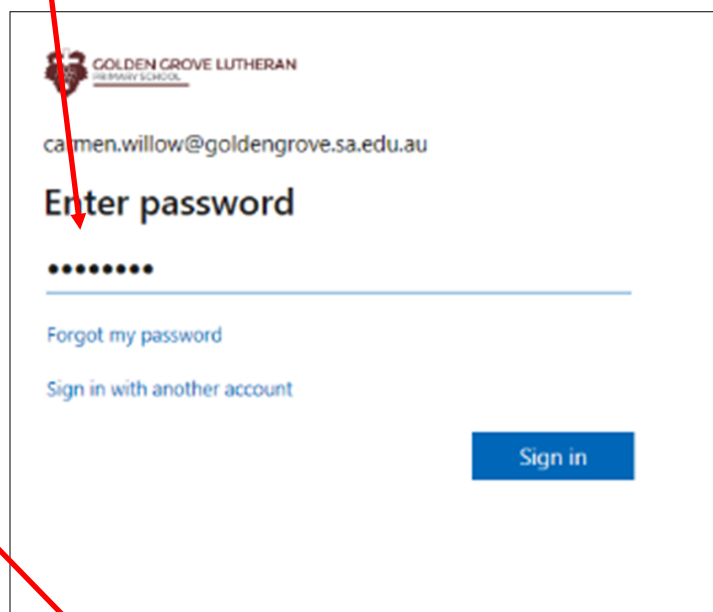 GOLDEN GROVE LUTHERAN
PRIMARY SCHOOL
carmen.willow@goldengrove.sa.edu.au
Enter password
••••••••
Forgot my password
Sign in with another account
Sign in